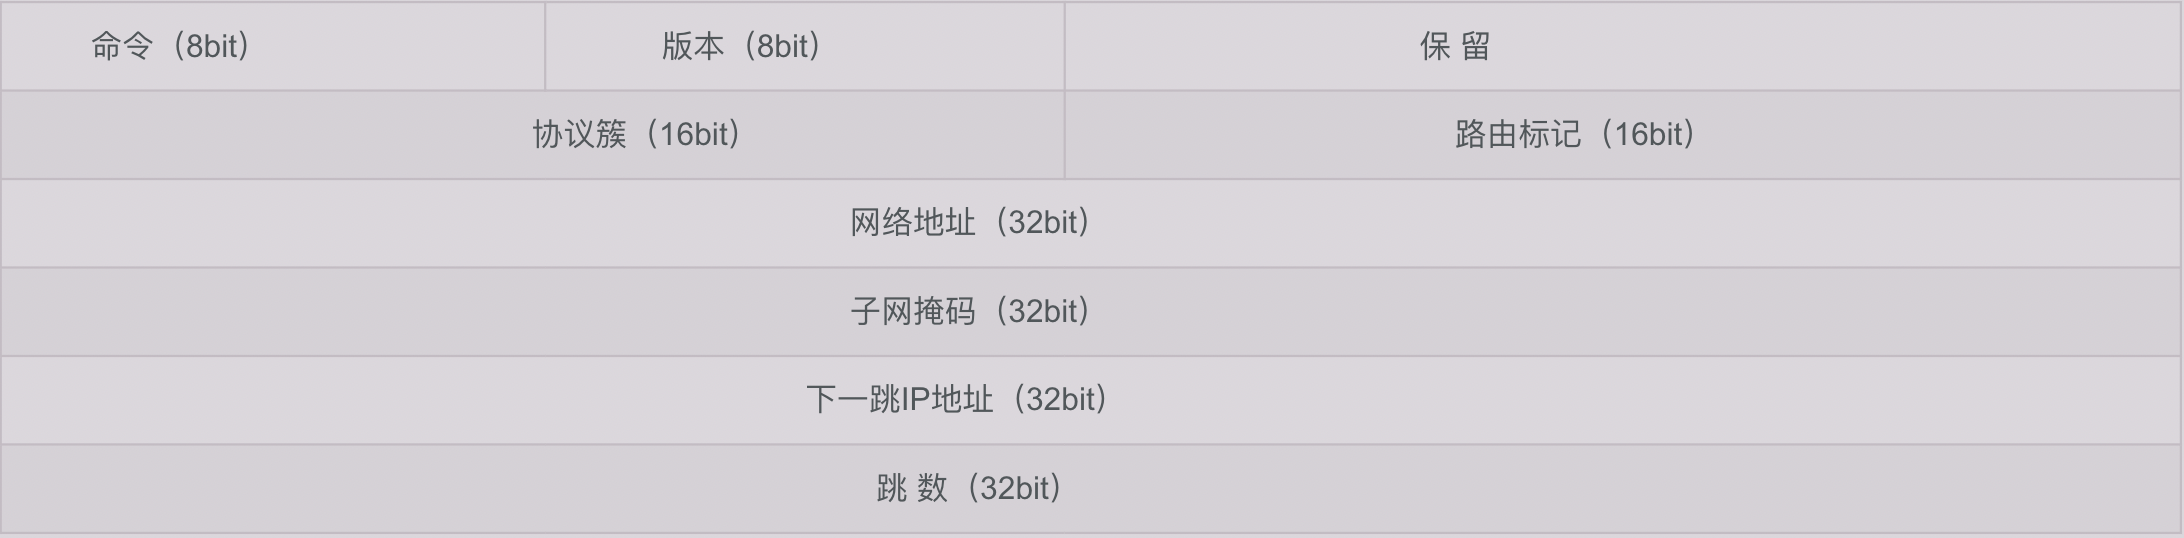 命令（8bit）
版本（8bit）
保 留
协议簇（16bit）
路由标记（16bit）
网络地址（32bit）
子网掩码（32bit）
下一跳IP地址（32bit）
跳 数（32bit）